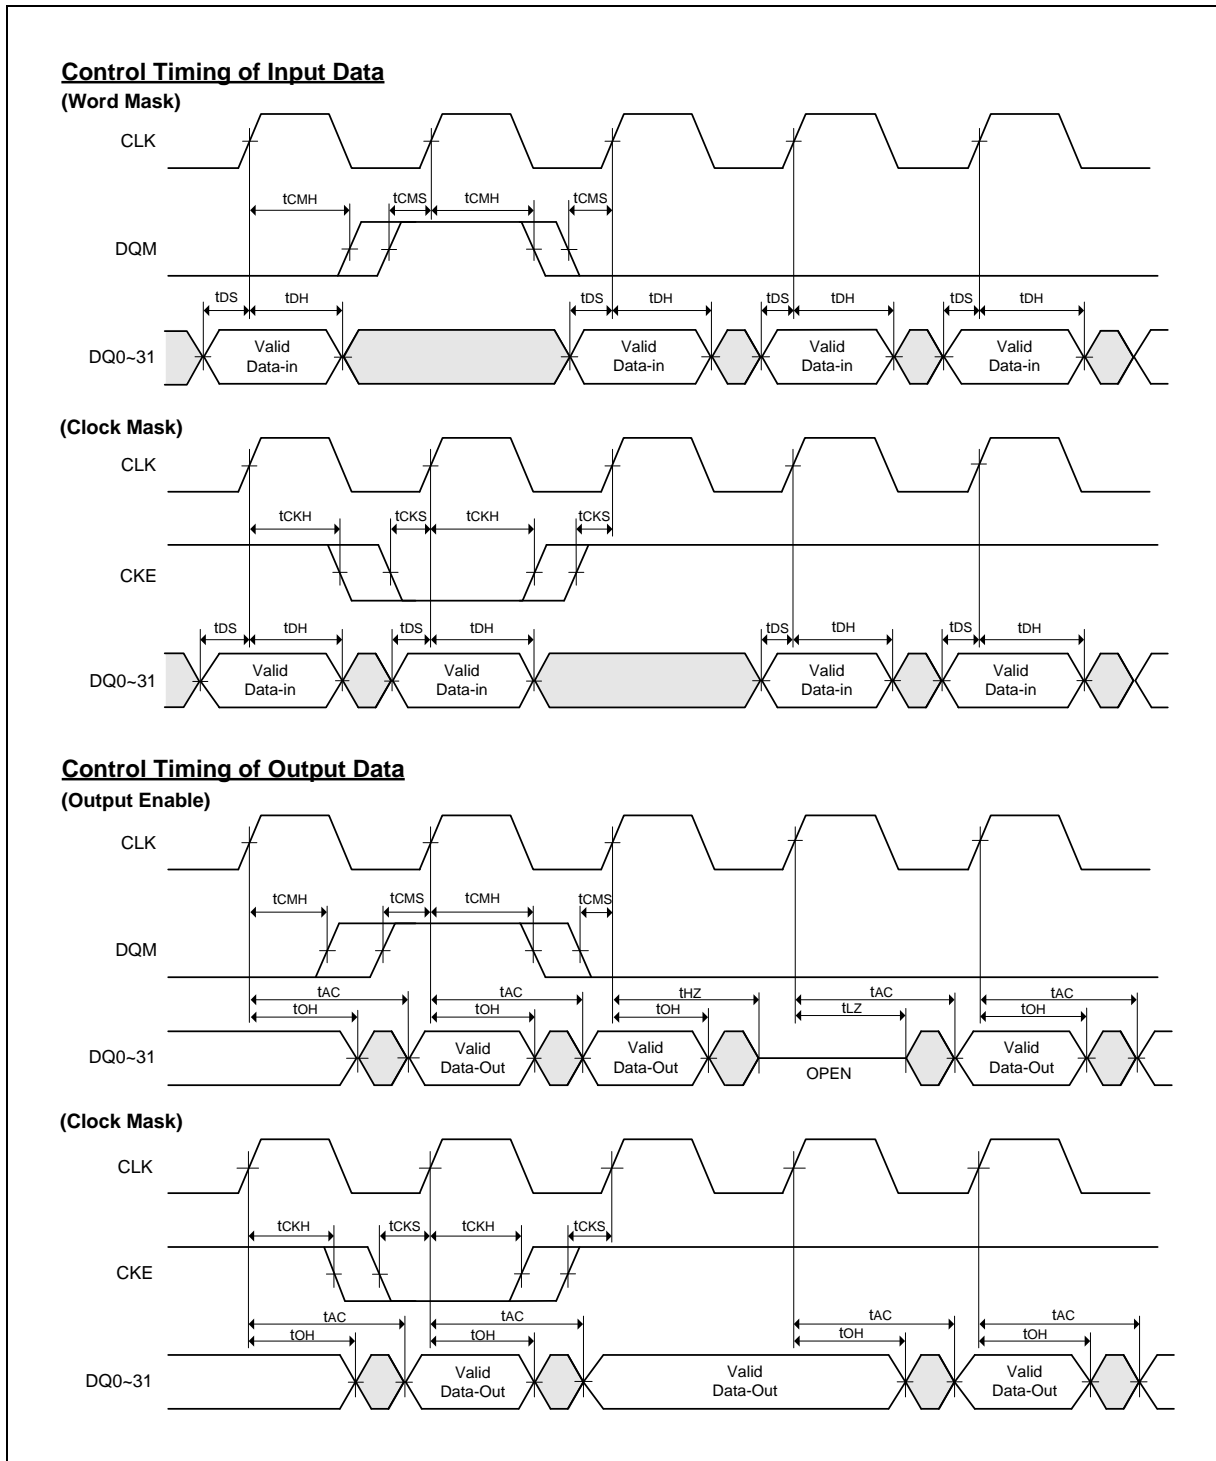 Control Timing of Input Data
(Word Mask)
CLK
tCMH tCMS tCMH tCMS
DQM
tDS tDH tDS tDH tDS tDH tDS tDH
DQ0~31
Valid Data-in
Valid Data-in
Valid Data-in
Valid Data-in
(Clock Mask)
CLK
tCKH tCKS tCKH tCKS
CKE
tDS tDH tDS tDH tDS tDH tDS tDH
DQ0~31
Valid Data-in
Valid Data-in
Valid Data-in
Valid Data-in
Control Timing of Output Data
(Output Enable)
CLK
tCMH tCMS tCMH tCMS
DQM
tAC tAC tHZ tAC tAC
tOH tOH tOH tLZ tOH
DQ0~31
Valid Data-Out
Valid Data-Out
OPEN
Valid Data-Out
(Clock Mask)
CLK
tCKH tCKS tCKH tCKS
CKE
tAC tAC tAC tAC
tOH tOH tOH tOH
DQ0~31
Valid Data-Out
Valid Data-Out
Valid Data-Out